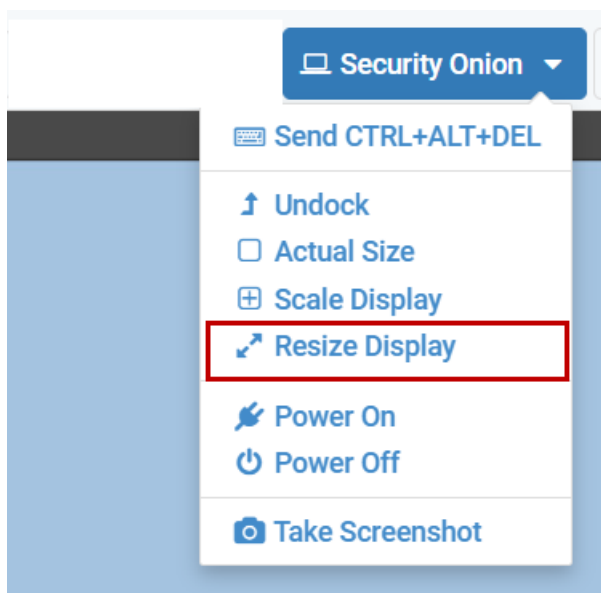 Security Onion
Send CTRL+ALT+DEL
Undock
Actual Size
Scale Display
Resize Display
Power On
Power Off
Take Screenshot